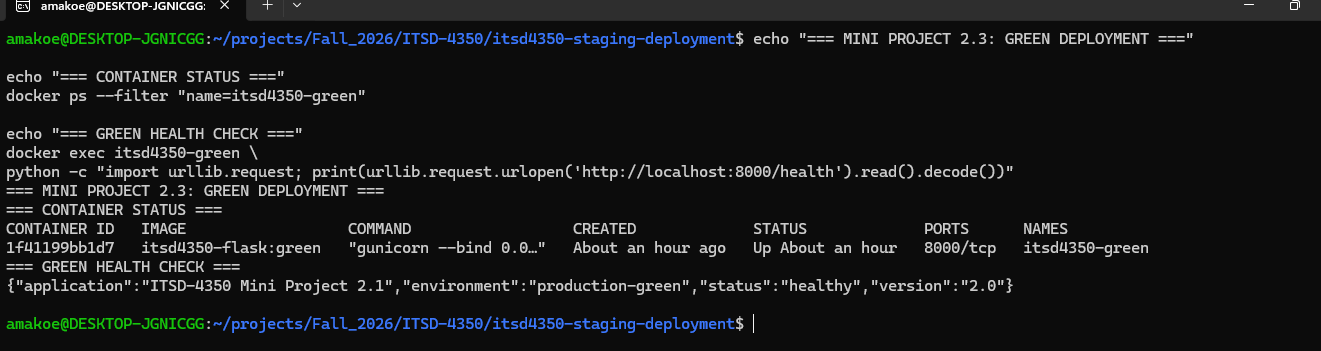 amakoe@DESKTOP-JGNICGG:
amakoe@DESKTOP-JGNICGG:~/projects/Fall_2026/ITSD-4350/itsd4350-staging-deployment$ echo "=== MINI PROJECT 2.3: GREEN DEPLOYMENT ==="
echo "=== CONTAINER STATUS ==="
docker ps --filter "name=itsd4350-green"
echo "=== GREEN HEALTH CHECK ==="
docker exec itsd4350-green \
python -c "import urllib.request; print(urllib.request.urlopen('http://localhost:8000/health').read().decode())"
=== MINI PROJECT 2.3: GREEN DEPLOYMENT ===
=== CONTAINER STATUS ===
CONTAINER ID IMAGE COMMAND CREATED STATUS PORTS NAMES
1f41199bb1d7 itsd4350-flask:green "gunicorn --bind 0.0…" About an hour ago Up About an hour 8000/tcp itsd4350-green
=== GREEN HEALTH CHECK ===
{"application":"ITSD-4350 Mini Project 2.1","environment":"production-green","status":"healthy","version":"2.0"}
amakoe@DESKTOP-JGNICGG:~/projects/Fall_2026/ITSD-4350/itsd4350-staging-deployment$